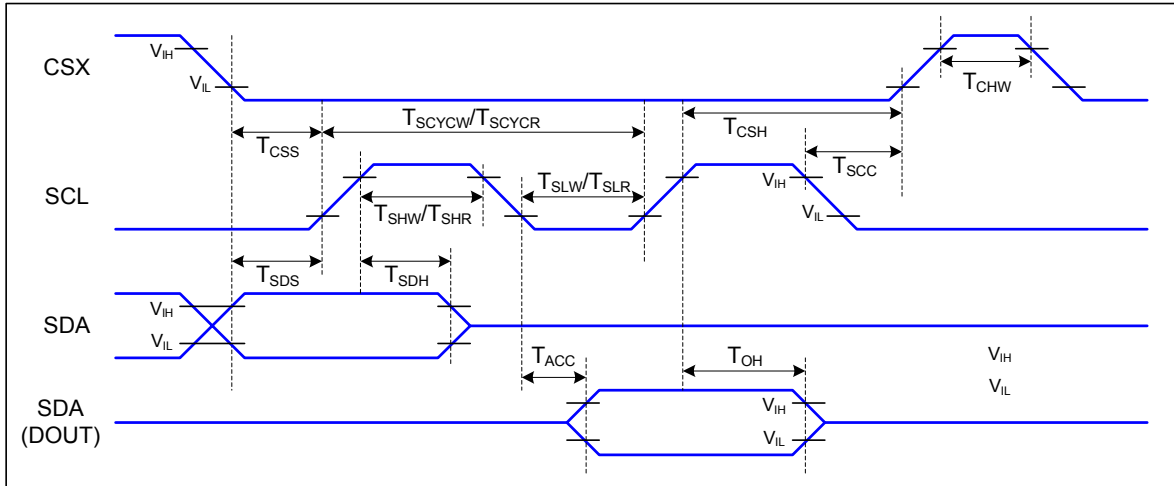 CSX
VIH
VIL
TCHW
TSCYCW/TSCYCR
TCSS
TCSH
TSCC
SCL
TSLW/TSLR
VIH
TSHW/TSHR
VIL
TSDS
TSDH
SDA
VIH
VIL
TACC
TOH
VIH
VIL
SDA
(DOUT)
VIH
VIL